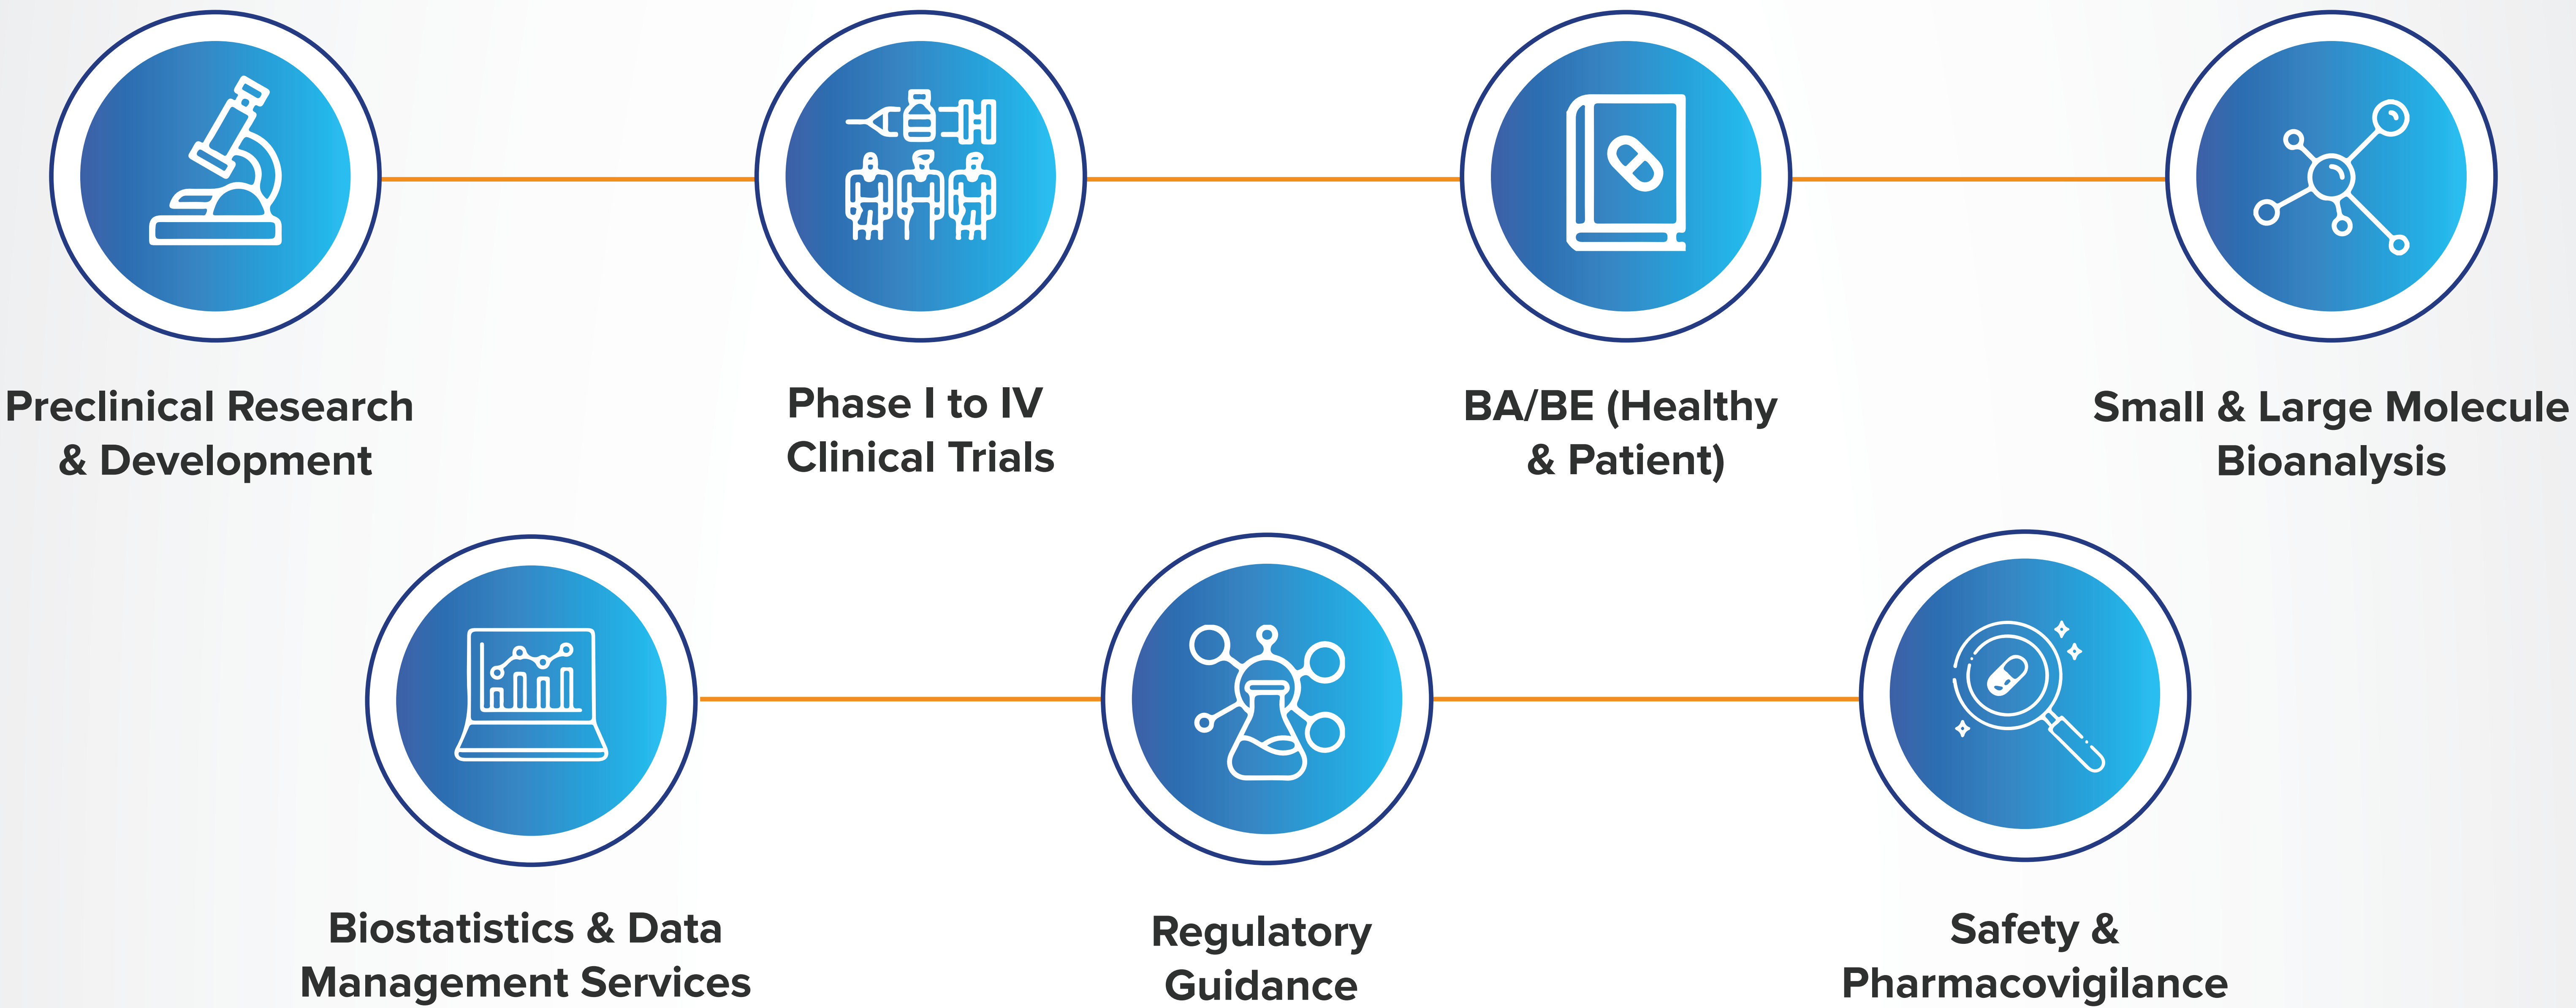 Preclinical Research
& Development
Phase I to IV
Clinical Trials
BA/BE (Healthy
& Patient)
Small & Large Molecule
Bioanalysis
Biostatistics & Data
Management Services
Regulatory
Guidance
Safety &
Pharmacovigilance